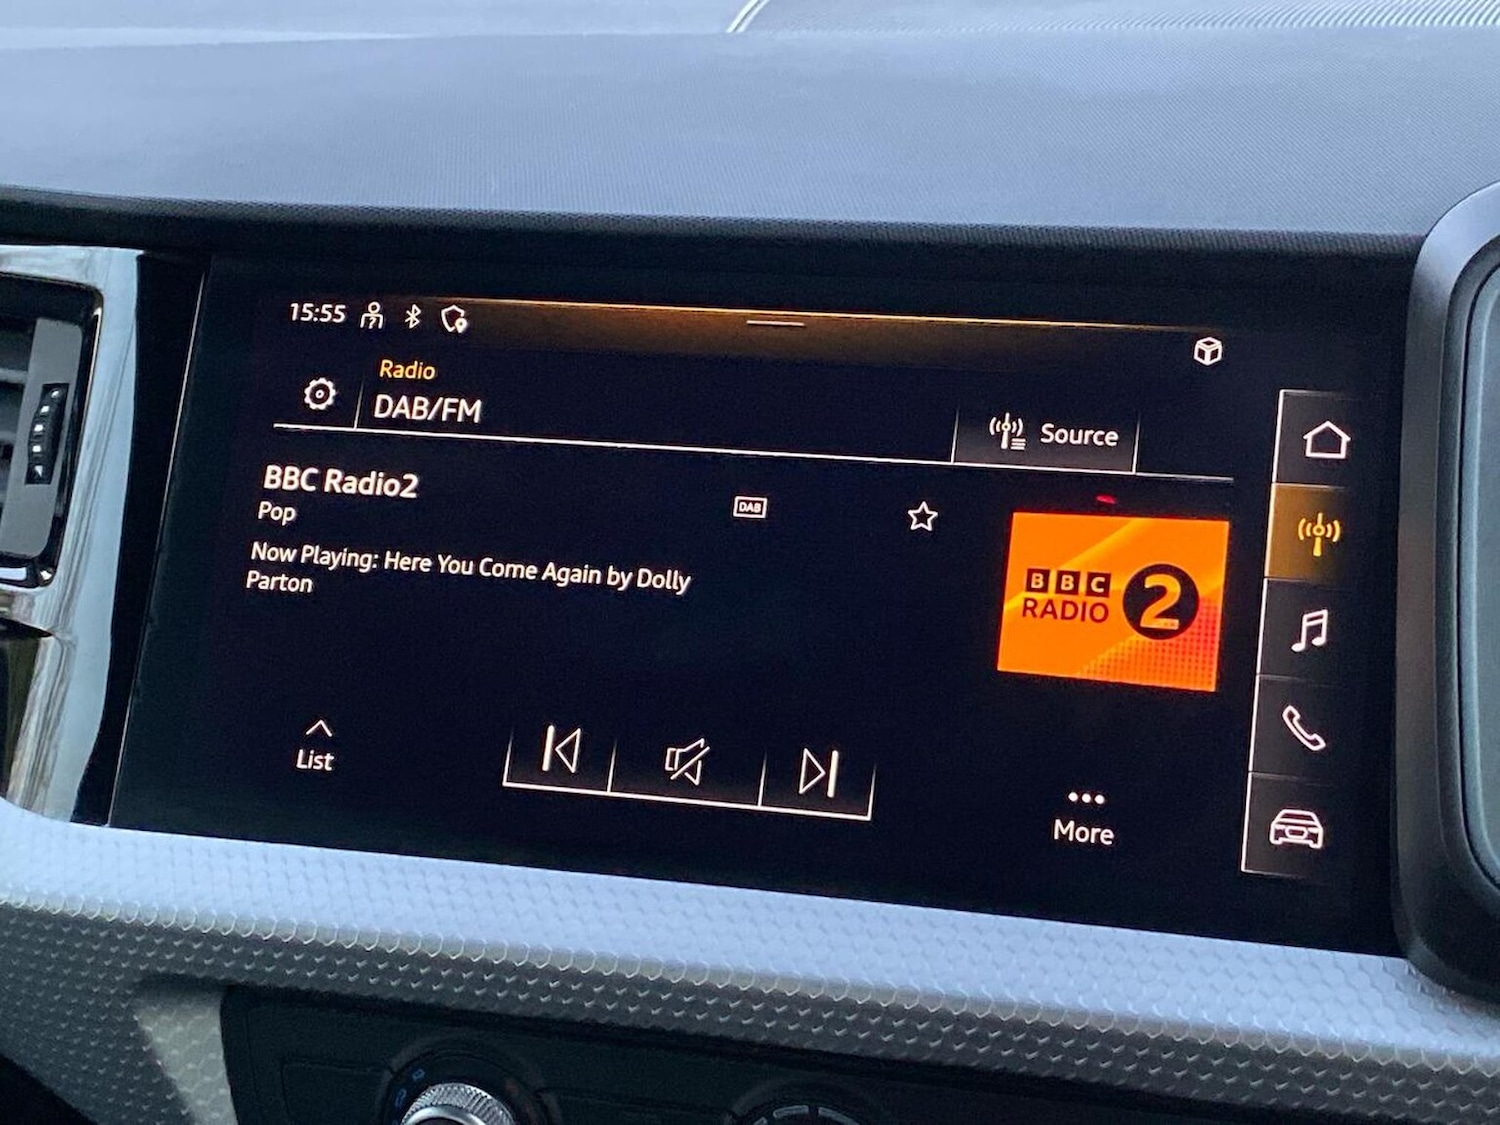 15:55
Radio
DAB/FM
Source
BBC Radio2
Pop
DAB
Now Playing: Here You Come Again by Dolly
Parton
BBC
RADIO 2
List
More